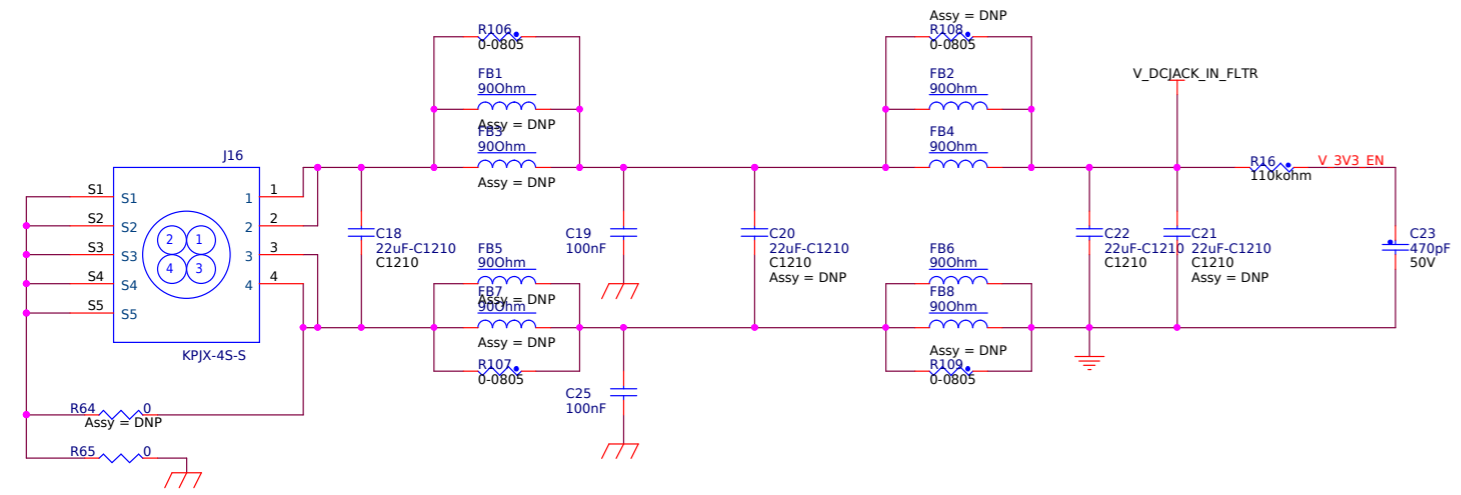 Assy = DNP
R106
0-0805
R108
0-0805
FB1
90Ohm
Assy = DNP
FB2
90Ohm
V_DCJACK_IN_FLTR
FB3
90Ohm
Assy = DNP
FB4
90Ohm
J16
R16
110kohm
V_3V3_EN
S1
S2
S3
S4
S5
S1
S2
S3
S4
S5
2
1
4
3
1
2
3
4
1
2
3
4
KPJX-4S-S
C18
22uF-C1210
C1210
C19
100nF
C20
22uF-C1210
C1210
Assy = DNP
C22
22uF-C1210
C1210
C21
22uF-C1210
C1210
Assy = DNP
C23
470pF
50V
FB5
90Ohm
Assy = DNP
FB7
90Ohm
Assy = DNP
R107
0-0805
FB6
90Ohm
FB8
90Ohm
Assy = DNP
R109
0-0805
C25
100nF
R64
0
Assy = DNP
R65
0